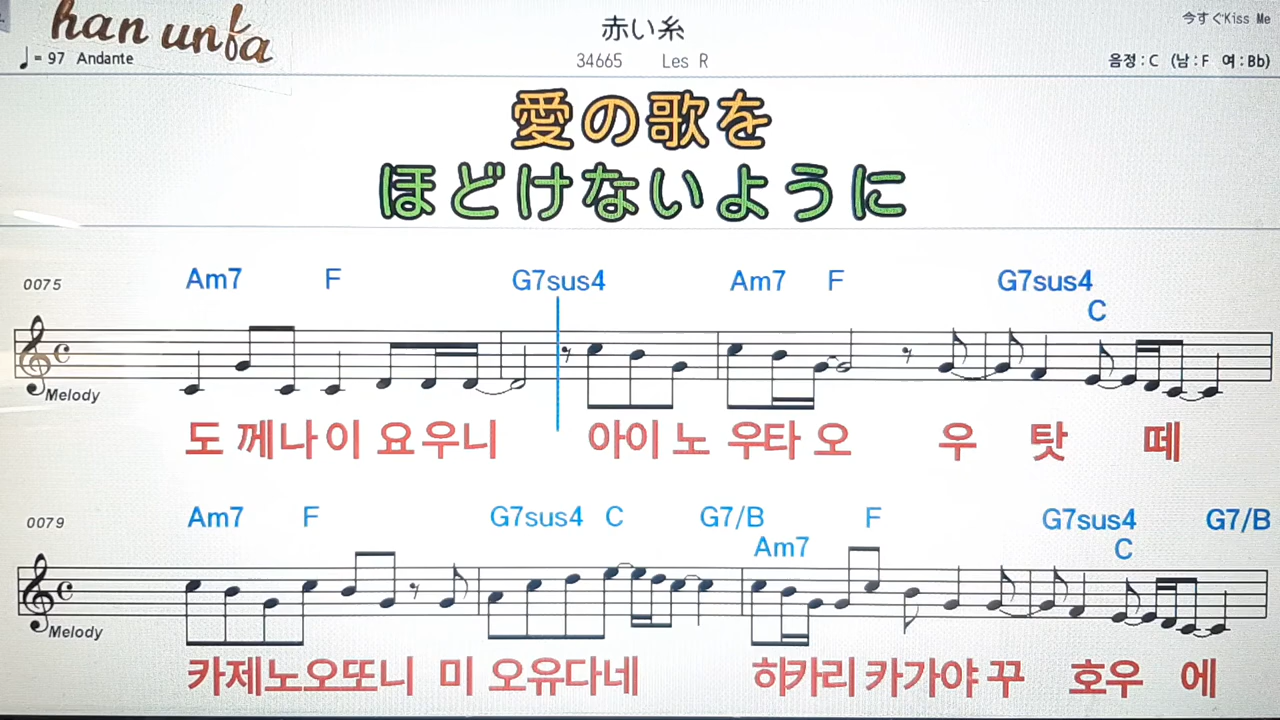 han unfa
赤い糸
今すぐKiss Me
♩= 97 Andante
34665 Les R
음정 : C (남 : F 여 : Bb)
愛の歌を
ほどけないように
0075 Am7 F G7sus4 Am7 F G7sus4
C
Melody
도 께나 이 요우니 아이 노 우타 오 우 탓 떼
0079 Am7 F G7sus4 C G7/B F G7sus4 G7/B
Am7 C
Melody
카제노오또니 미 오유다네 히카리 카가야 꾸 호우 에